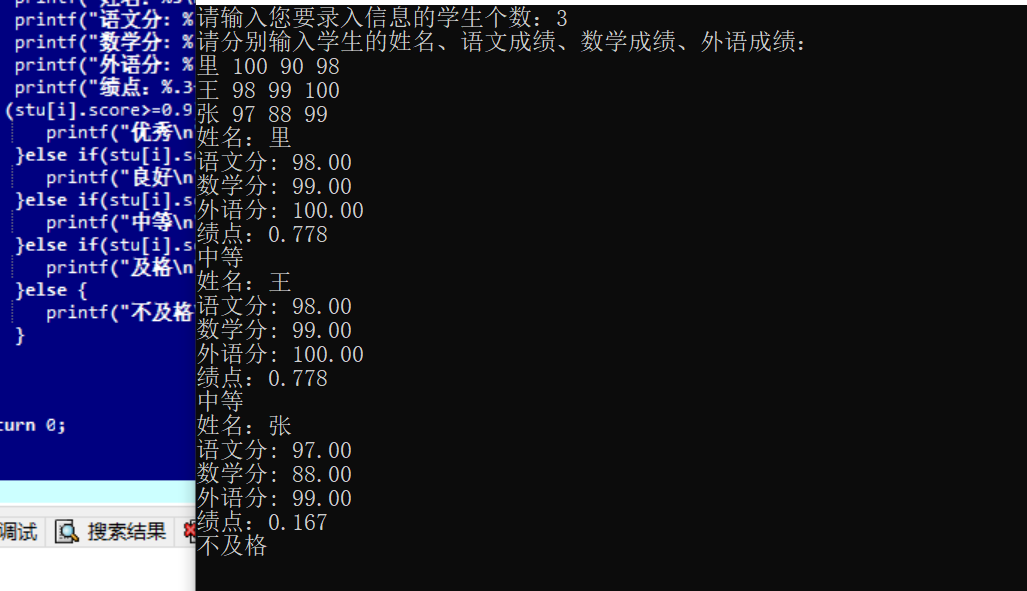 printf("语文分: %
printf("数学分: %
printf("外语分: %
printf("绩点: %.3
(stu[i].score>=0.9
printf("优秀\n
}else if(stu[i].s
printf("良好\n
}else if(stu[i].s
printf("中等\n
}else if(stu[i].s
printf("及格\n
}else {
printf("不及格
}
turn 0;
调试
搜索结果
请输入您要录入信息的学生个数：3
请分别输入学生的姓名、语文成绩、数学成绩、外语成绩：
里 100 90 98
王 98 99 100
张 97 88 99
姓名：里
语文分: 98.00
数学分: 99.00
外语分: 100.00
绩点：0.778
中等
姓名：王
语文分: 98.00
数学分: 99.00
外语分: 100.00
绩点：0.778
中等
姓名：张
语文分: 97.00
数学分: 88.00
外语分: 99.00
绩点：0.167
不及格